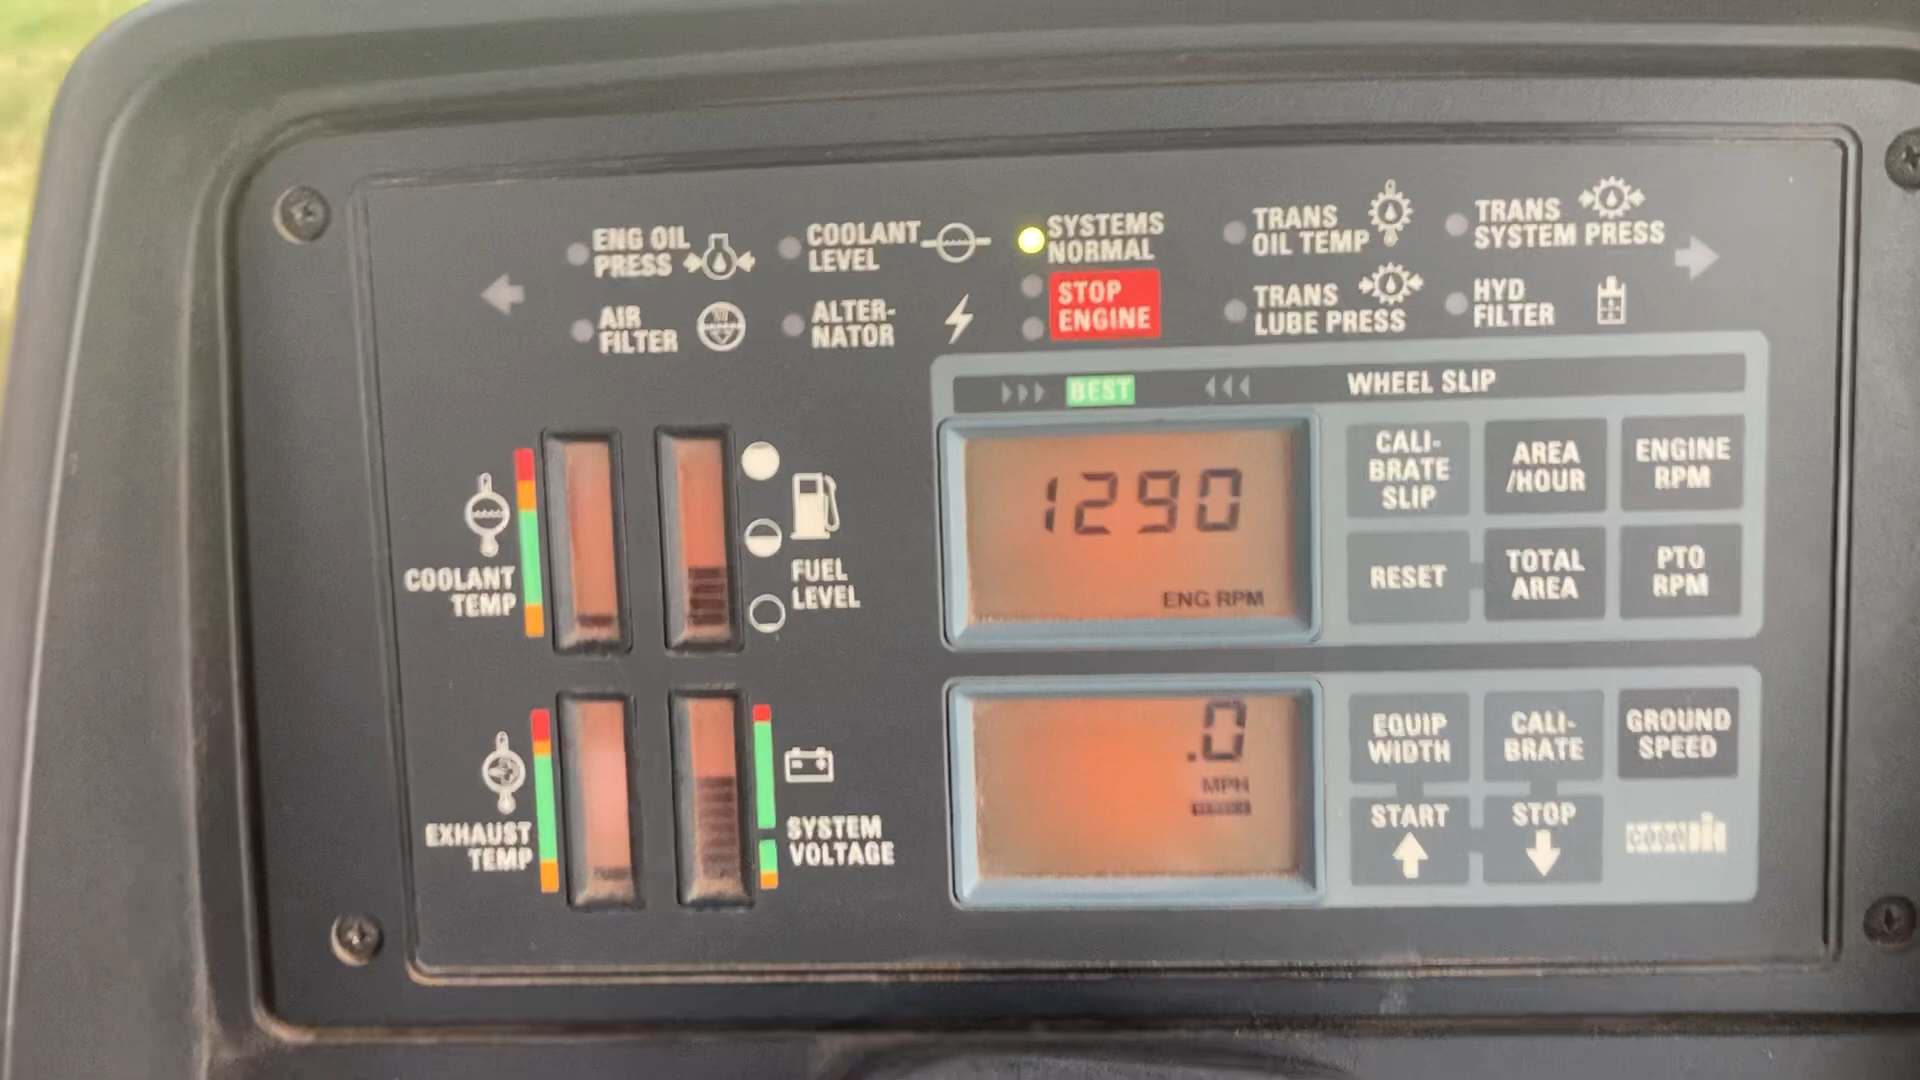 ENG OIL
PRESS
COOLANT
LEVEL
SYSTEMS
NORMAL
TRANS
OIL TEMP
TRANS
SYSTEM PRESS
AIR
FILTER
ALTER-
NATOR
STOP
ENGINE
TRANS
LUBE PRESS
HYD
FILTER
BEST
WHEEL SLIP
COOLANT
TEMP
FUEL
LEVEL
1290
ENG RPM
CALI-
BRATE
SLIP
AREA
/HOUR
ENGINE
RPM
RESET
TOTAL
AREA
PTO
RPM
EXHAUST
TEMP
SYSTEM
VOLTAGE
.0
MPH
EQUIP
WIDTH
CALI-
BRATE
GROUND
SPEED
START
STOP